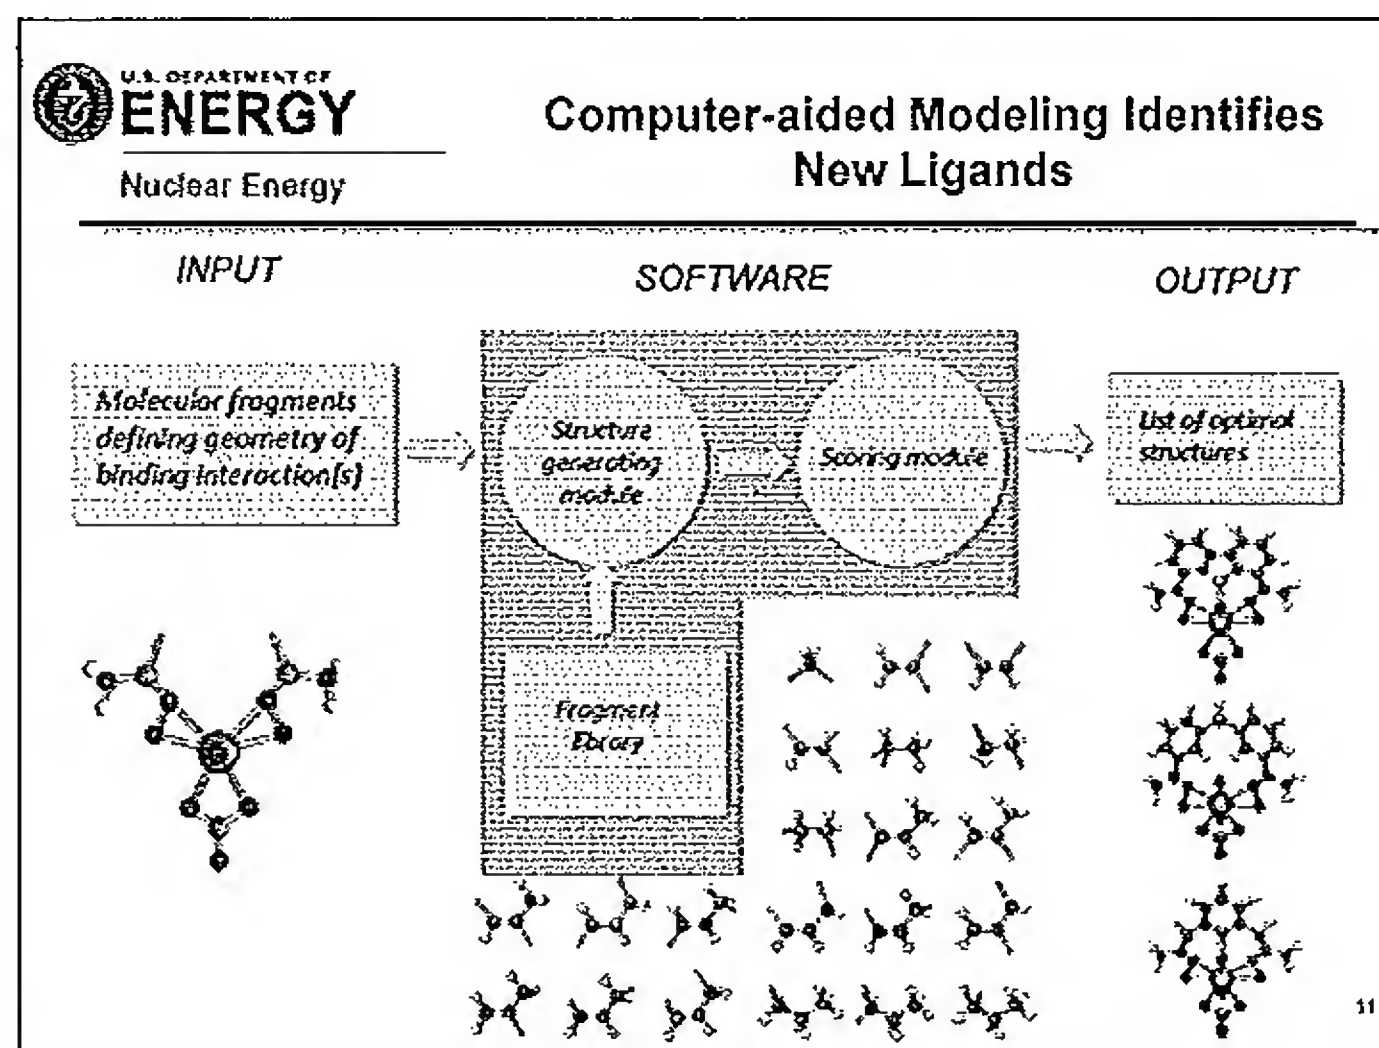 U.S. DEPARTMENT OF
ENERGY
Nuclear Energy
Computer-aided Modeling Identifies
New Ligands
INPUT
SOFTWARE
OUTPUT
Molecular fragments
defining geometry of
binding interaction(s)
Structure
generating
module
Scoring module
List of optimal
structures
Fragment
library
11